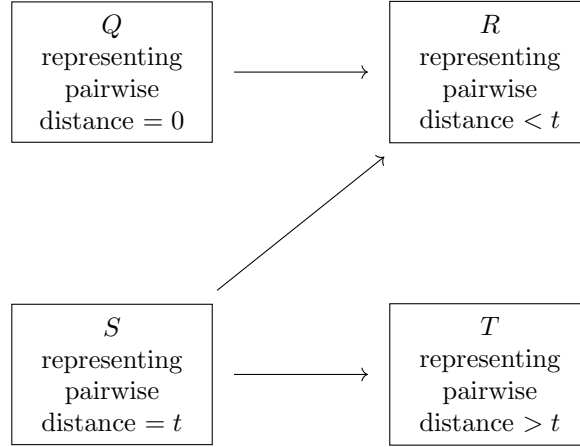 Q
representing
pairwise
distance = 0
R
representing
pairwise
distance < t
S
representing
pairwise
distance = t
T
representing
pairwise
distance > t